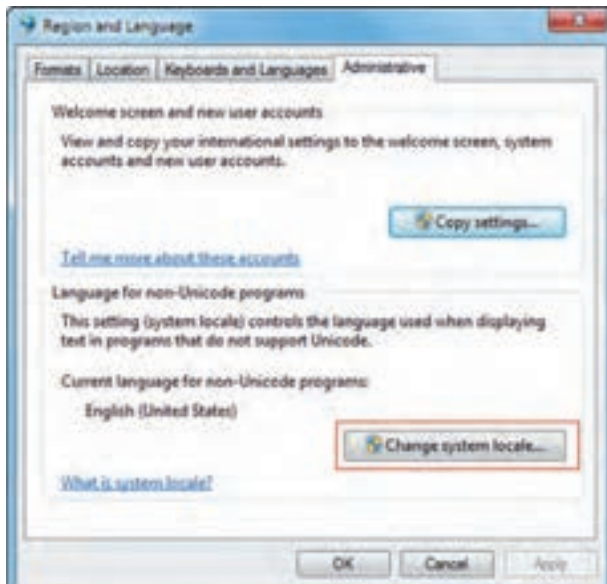 Region and Language
Formats Location Keyboards and Languages Administrative
Welcome screen and new user accounts
View and copy your international settings to the welcome screen, system
accounts and new user accounts.
Copy settings...
Tell me more about these accounts
Language for non-Unicode programs
This setting (system locale) controls the language used when displaying
text in programs that do not support Unicode.
Current language for non-Unicode programs:
English (United States)
Change system locale...
What is system locale?
OK Cancel Apply